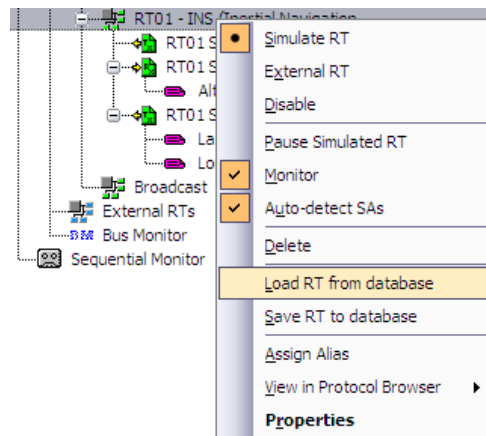 RT01 - INS (Inertial Navigation
RT01 S
RT01 S
Alt
RT01 S
La
Lo
Broadcast
External RTs
BM Bus Monitor
Sequential Monitor
Simulate RT
External RT
Disable
Pause Simulated RT
Monitor
Auto-detect SAs
Delete
Load RT from database
Save RT to database
Assign Alias
View in Protocol Browser
Properties